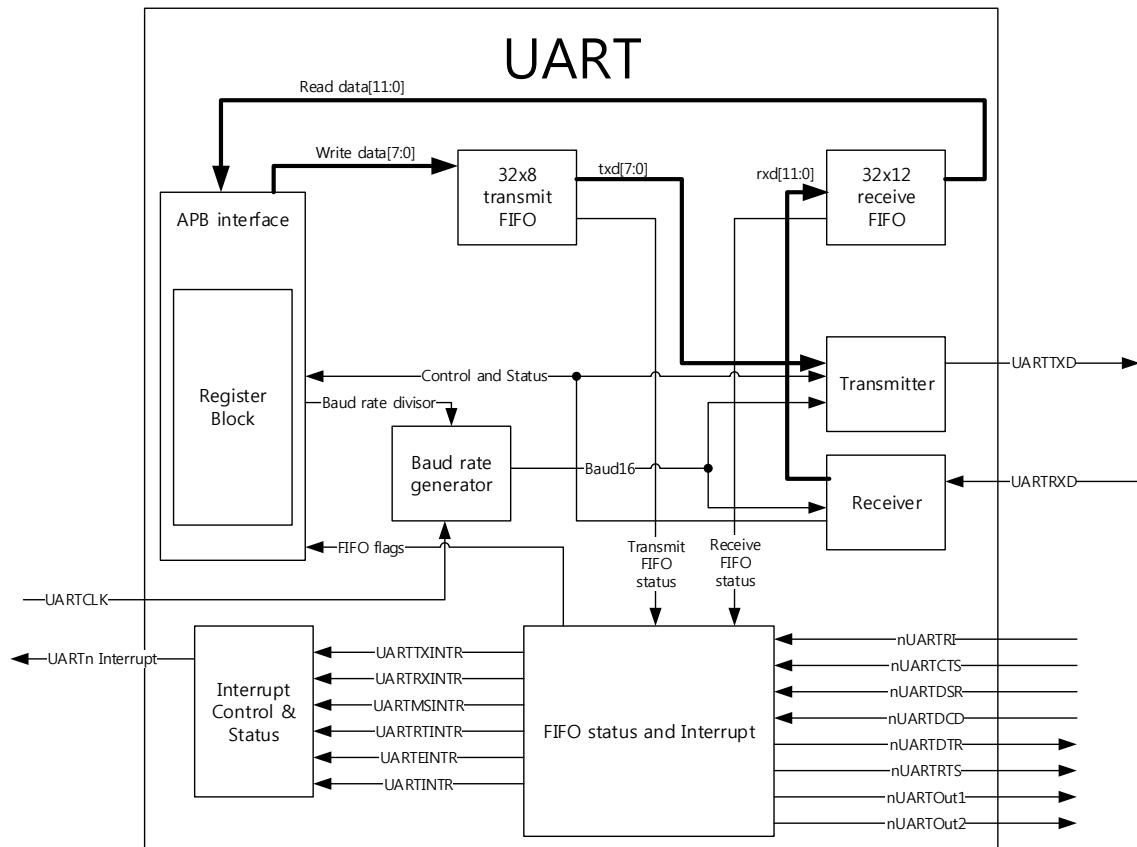 UART
Read data[11:0]
Write data[7:0]
32x8
transmit
FIFO
txd[7:0]
rxd[11:0]
32x12
receive
FIFO
APB interface
Register
Block
Control and Status
Baud rate divisor
Baud rate
generator
Baud16
Transmitter
UARTTXD
Receiver
UARTRXD
FIFO flags
Transmit
FIFO
status
Receive
FIFO
status
UARTCLK
UARTn Interrupt
Interrupt
Control &
Status
UARTTXINTR
UARTRXINTR
UARTMSINTR
UARTRTINTR
UARTEINTR
UARTINTR
FIFO status and Interrupt
nUARTRI
nUARTCTS
nUARTDSR
nUARTDCD
nUARTDTR
nUARTRTS
nUARTOut1
nUARTOut2